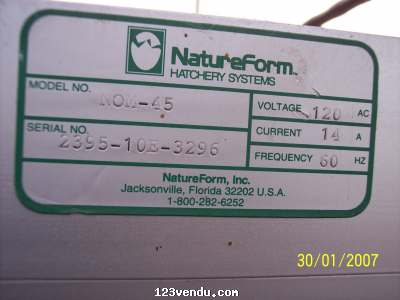 NatureForm™
HATCHERY SYSTEMS
MODEL NO. NOM-45
SERIAL NO. 2395-10E-3296
VOLTAGE 120 AC
CURRENT 14 A
FREQUENCY 60 HZ
NatureForm, Inc.
Jacksonville, Florida 32202 U.S.A.
1-800-282-6252
30/01/2007
123vendu.com